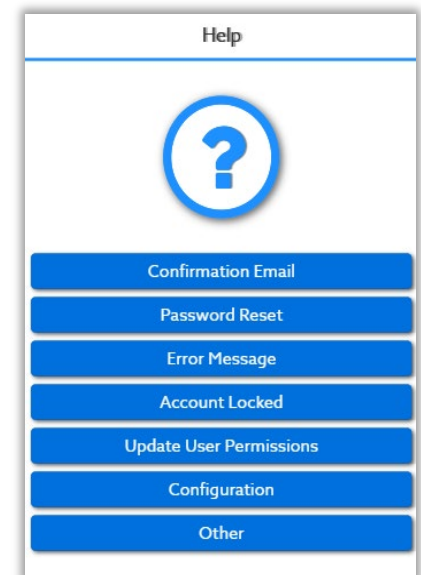 Help
?
Confirmation Email
Password Reset
Error Message
Account Locked
Update User Permissions
Configuration
Other